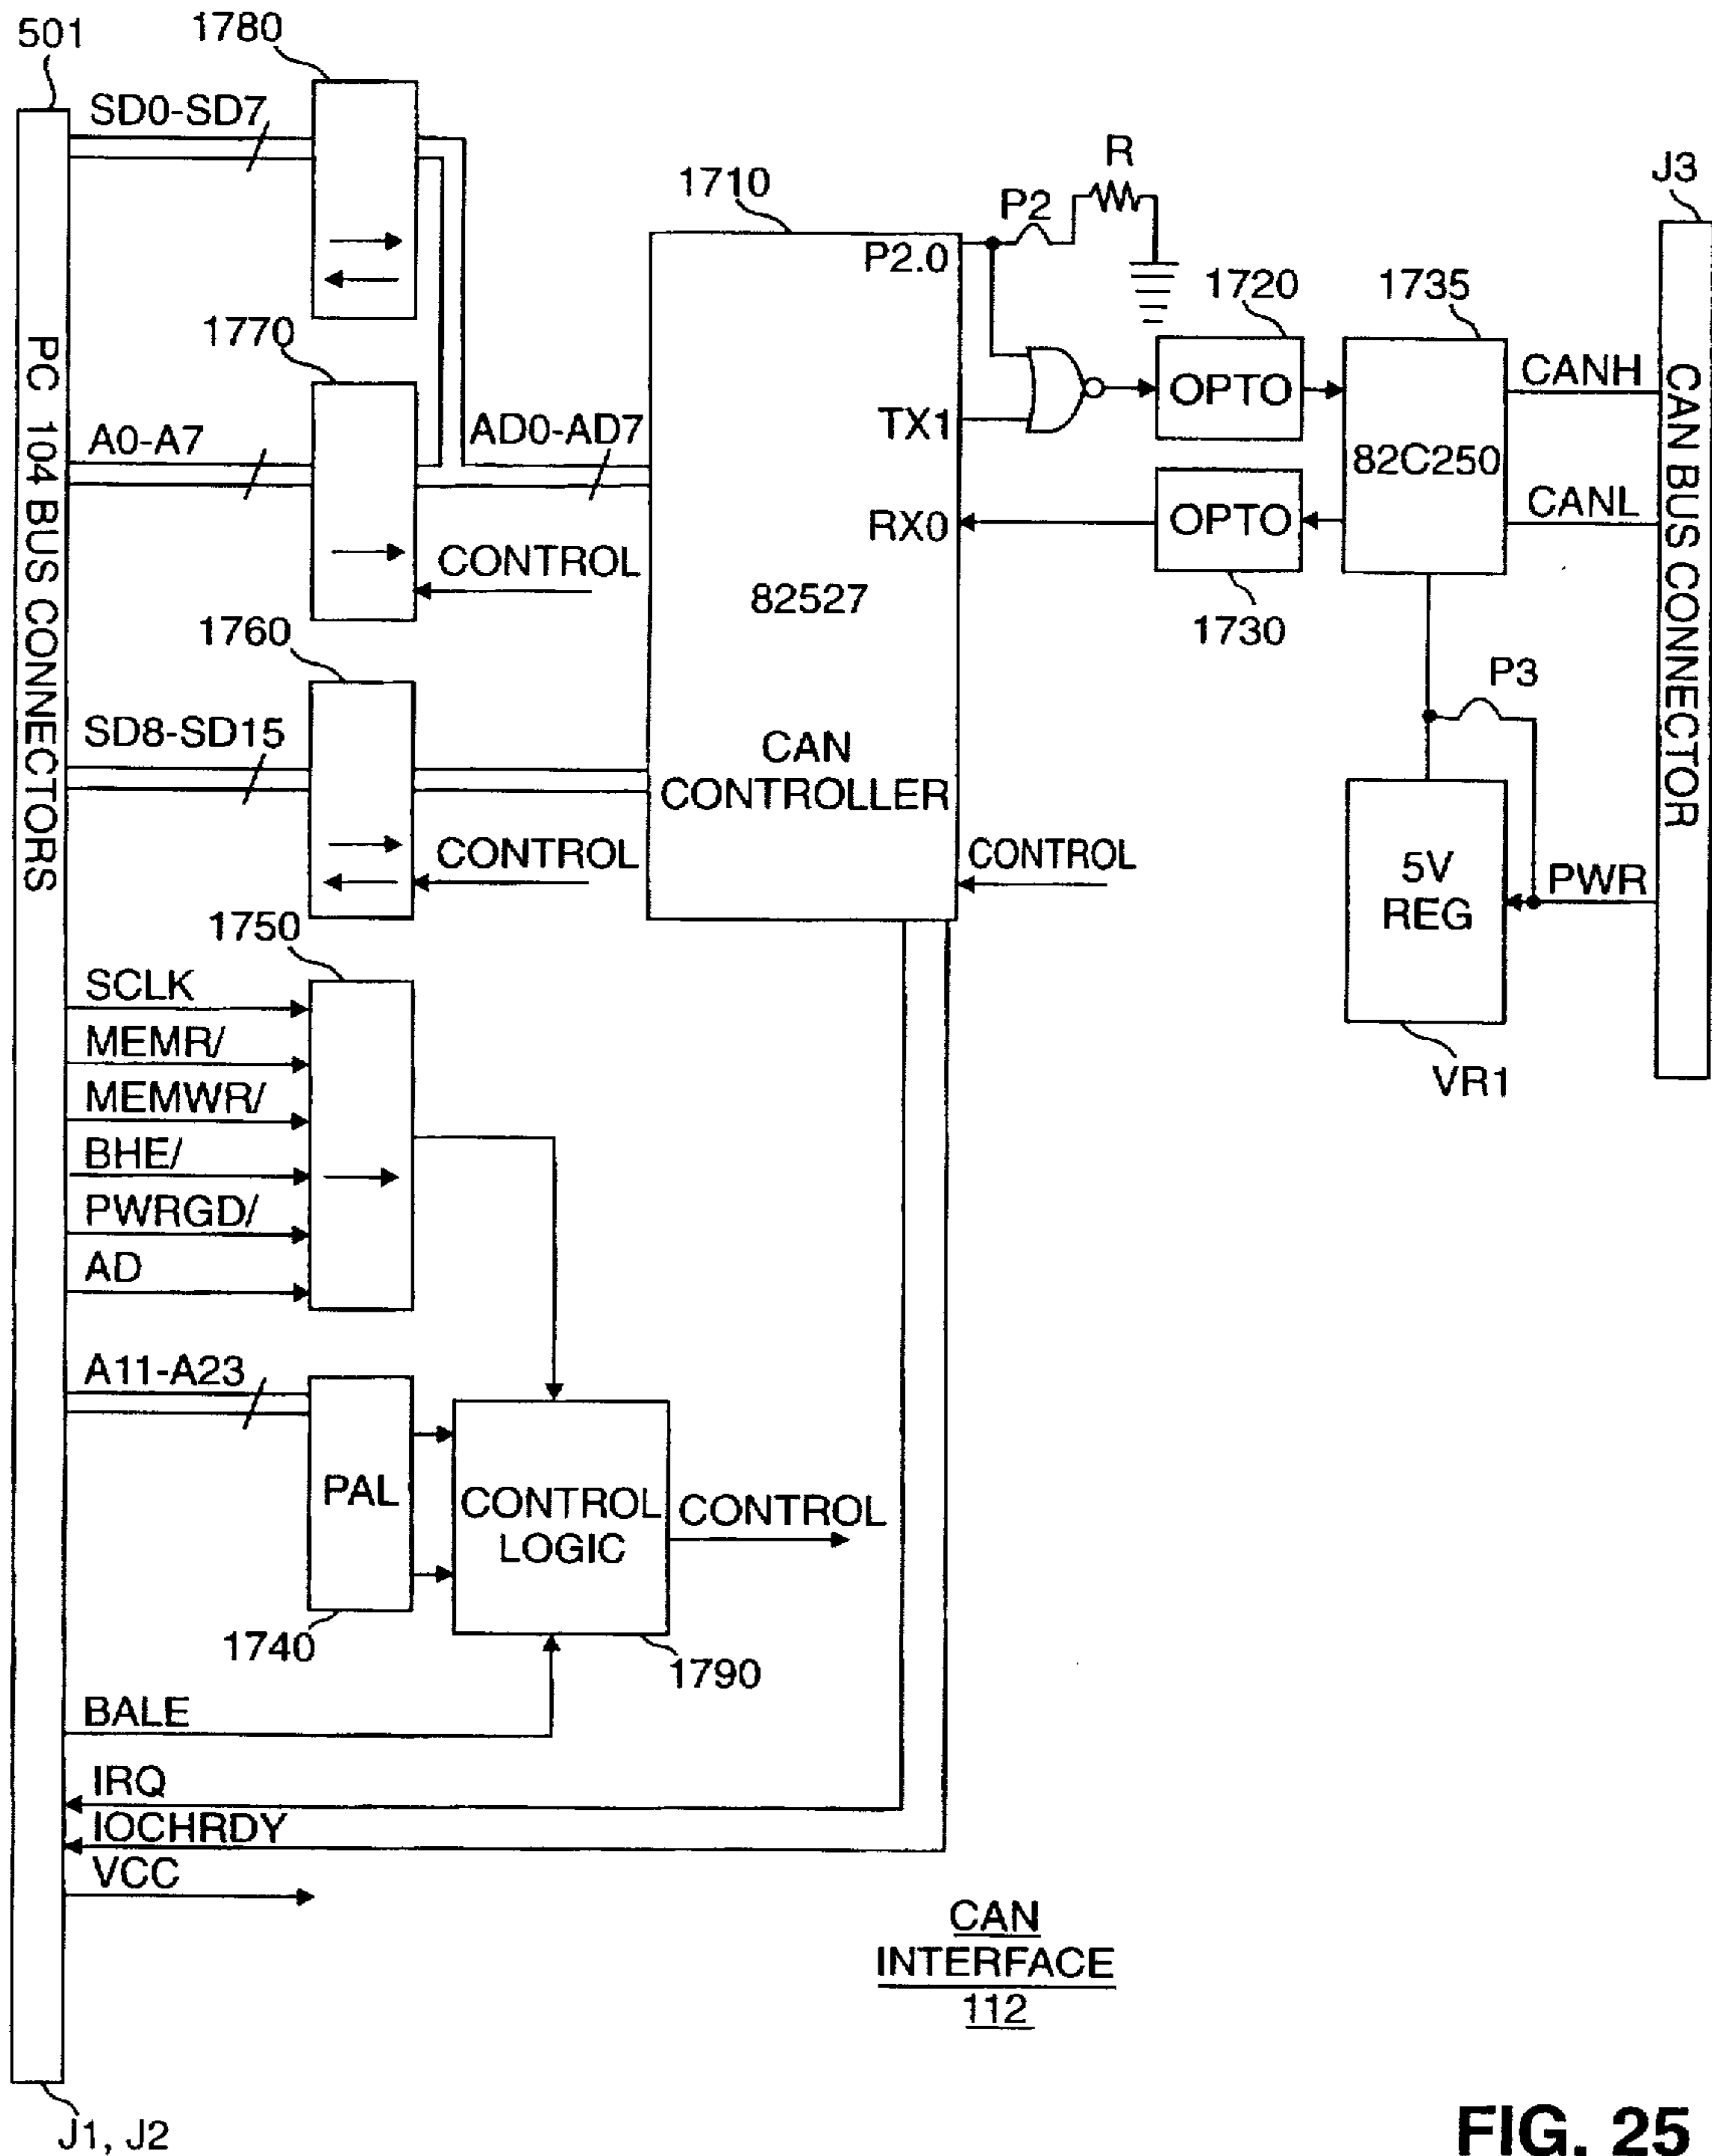 501
1780
SD0-SD7
1770
A0-A7
AD0-AD7
CONTROL
1760
SD8-SD15
CONTROL
PC 104 BUS CONNECTORS
1710
P2.0
TX1
RX0
82527
CAN
CONTROLLER
CONTROL
P2
R
1720
OPTO
OPTO
1730
1735
82C250
CANH
CANL
J3
CAN BUS CONNECTOR
P3
5V
REG
PWR
VR1
1750
SCLK
MEMR/
MEMWR/
BHE/
PWRGD/
AD
A11-A23
PAL
1740
CONTROL
LOGIC
CONTROL
1790
BALE
IRQ
IOCHRDY
VCC
CAN
INTERFACE
112
J1, J2
FIG. 25